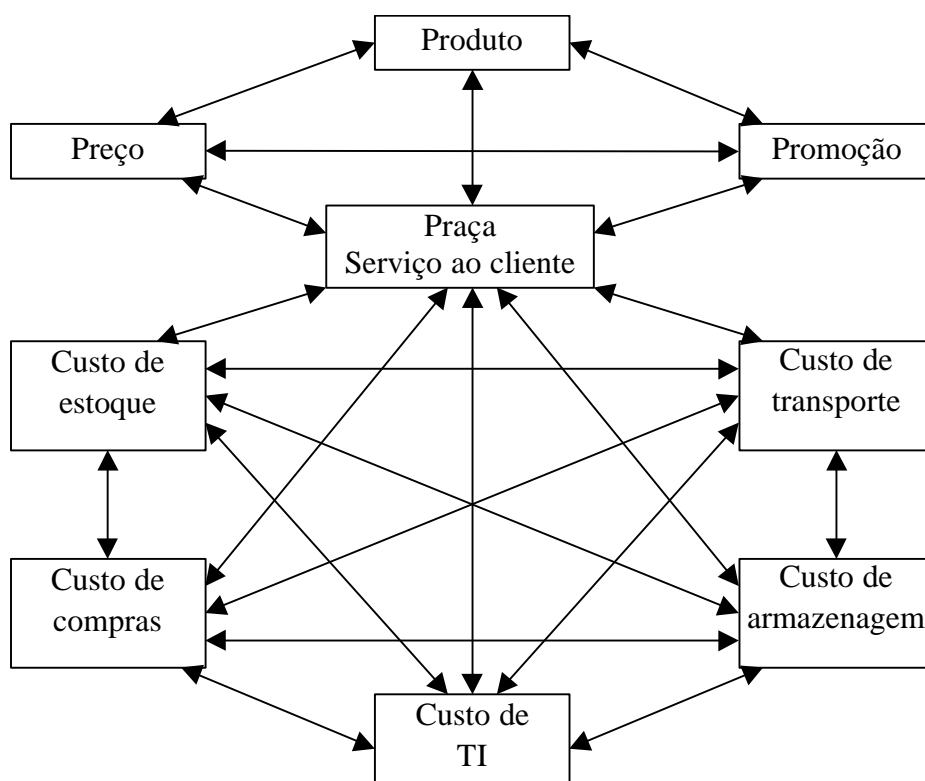 Produto
Preço
Promoção
Praça
Serviço ao cliente
Custo de
estoque
Custo de
transporte
Custo de
compras
Custo de
armazenagem
Custo de
TI